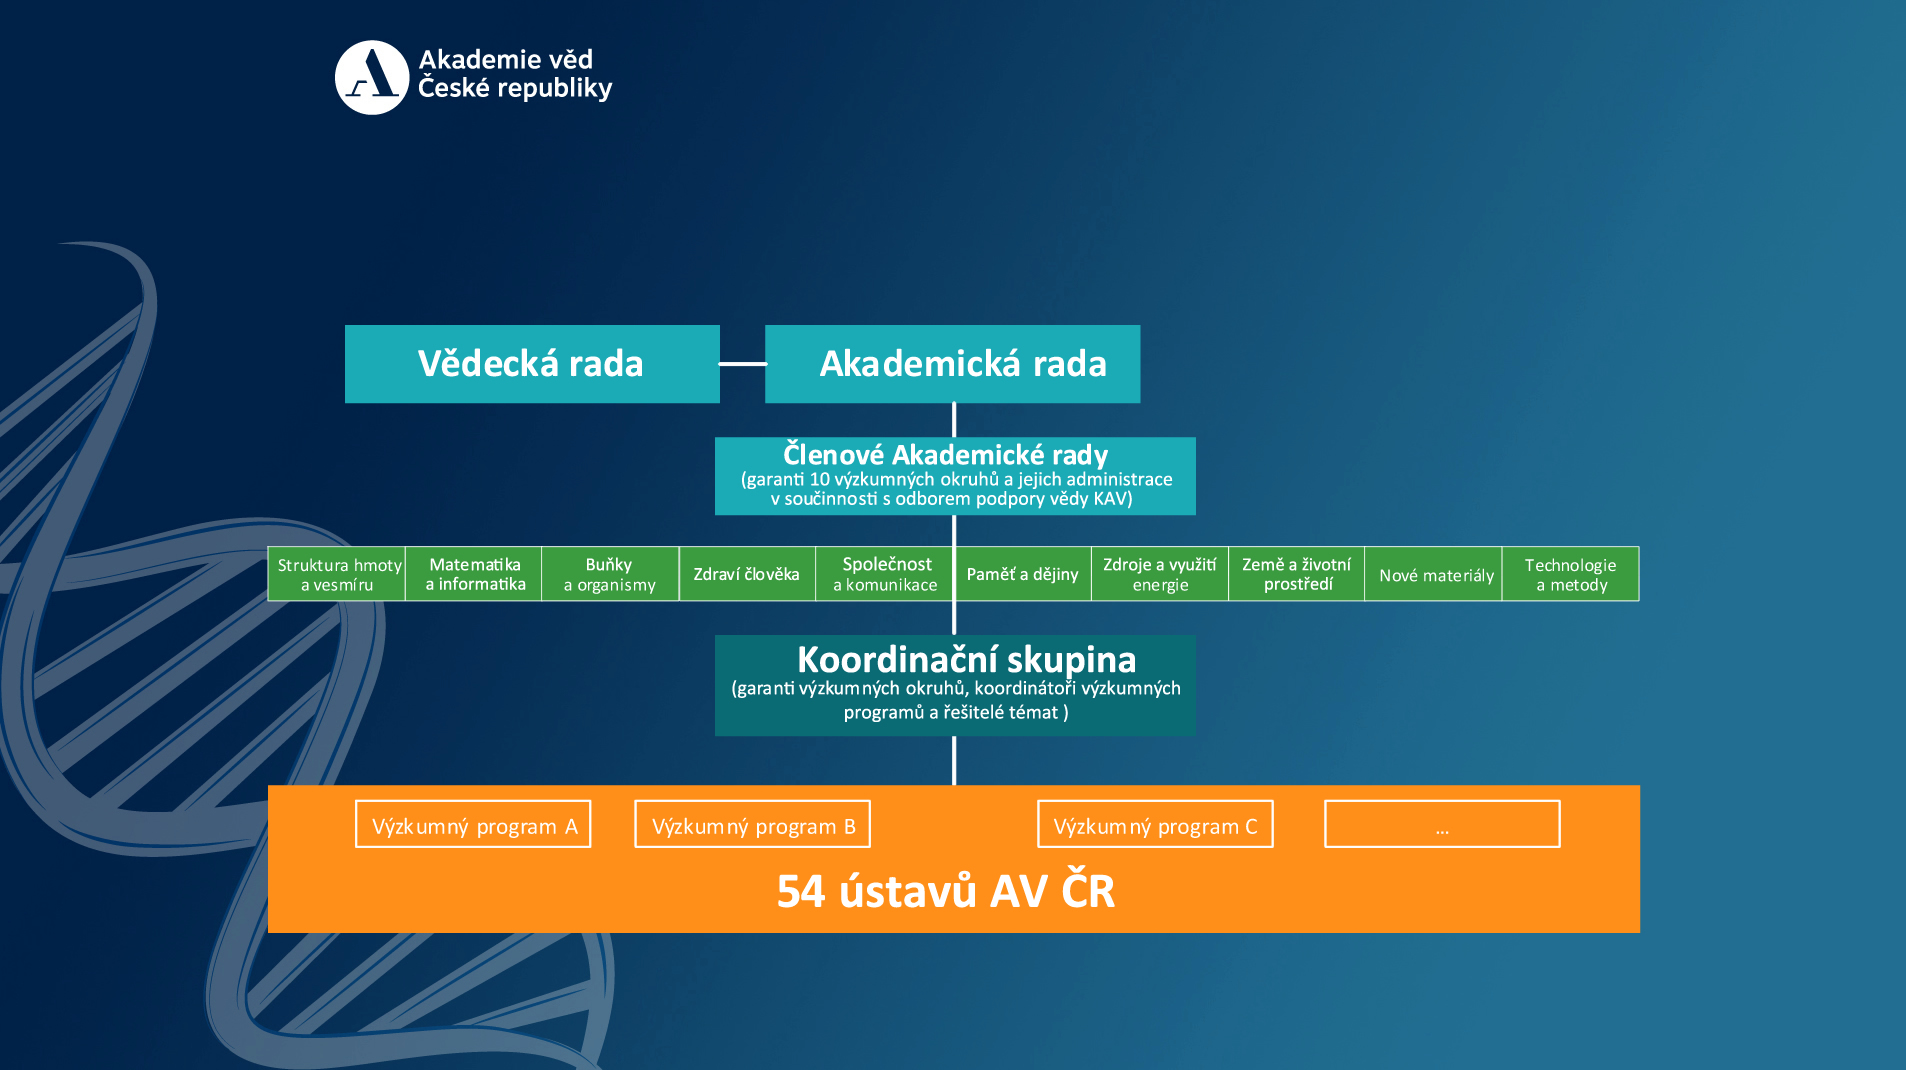 Akademie věd
České republiky
Vědecká rada
Akademická rada
Členové Akademické rady
(garanti 10 výzkumných okruhů a jejich administrace
v součinnosti s odborem podpory vědy KAV)
Struktura hmoty
a vesmíru
Matematika
a informatika
Buňky
a organismy
Zdraví člověka
Společnost
a komunikace
Paměť a dějiny
Zdroje a využití
energie
Země a životní
prostředí
Nové materiály
Technologie
a metody
Koordinační skupina
(garanti výzkumných okruhů, koordinátoři výzkumných
programů a řešitelé témat )
Výzkumný program A
Výzkumný program B
Výzkumný program C
...
54 ústavů AV ČR